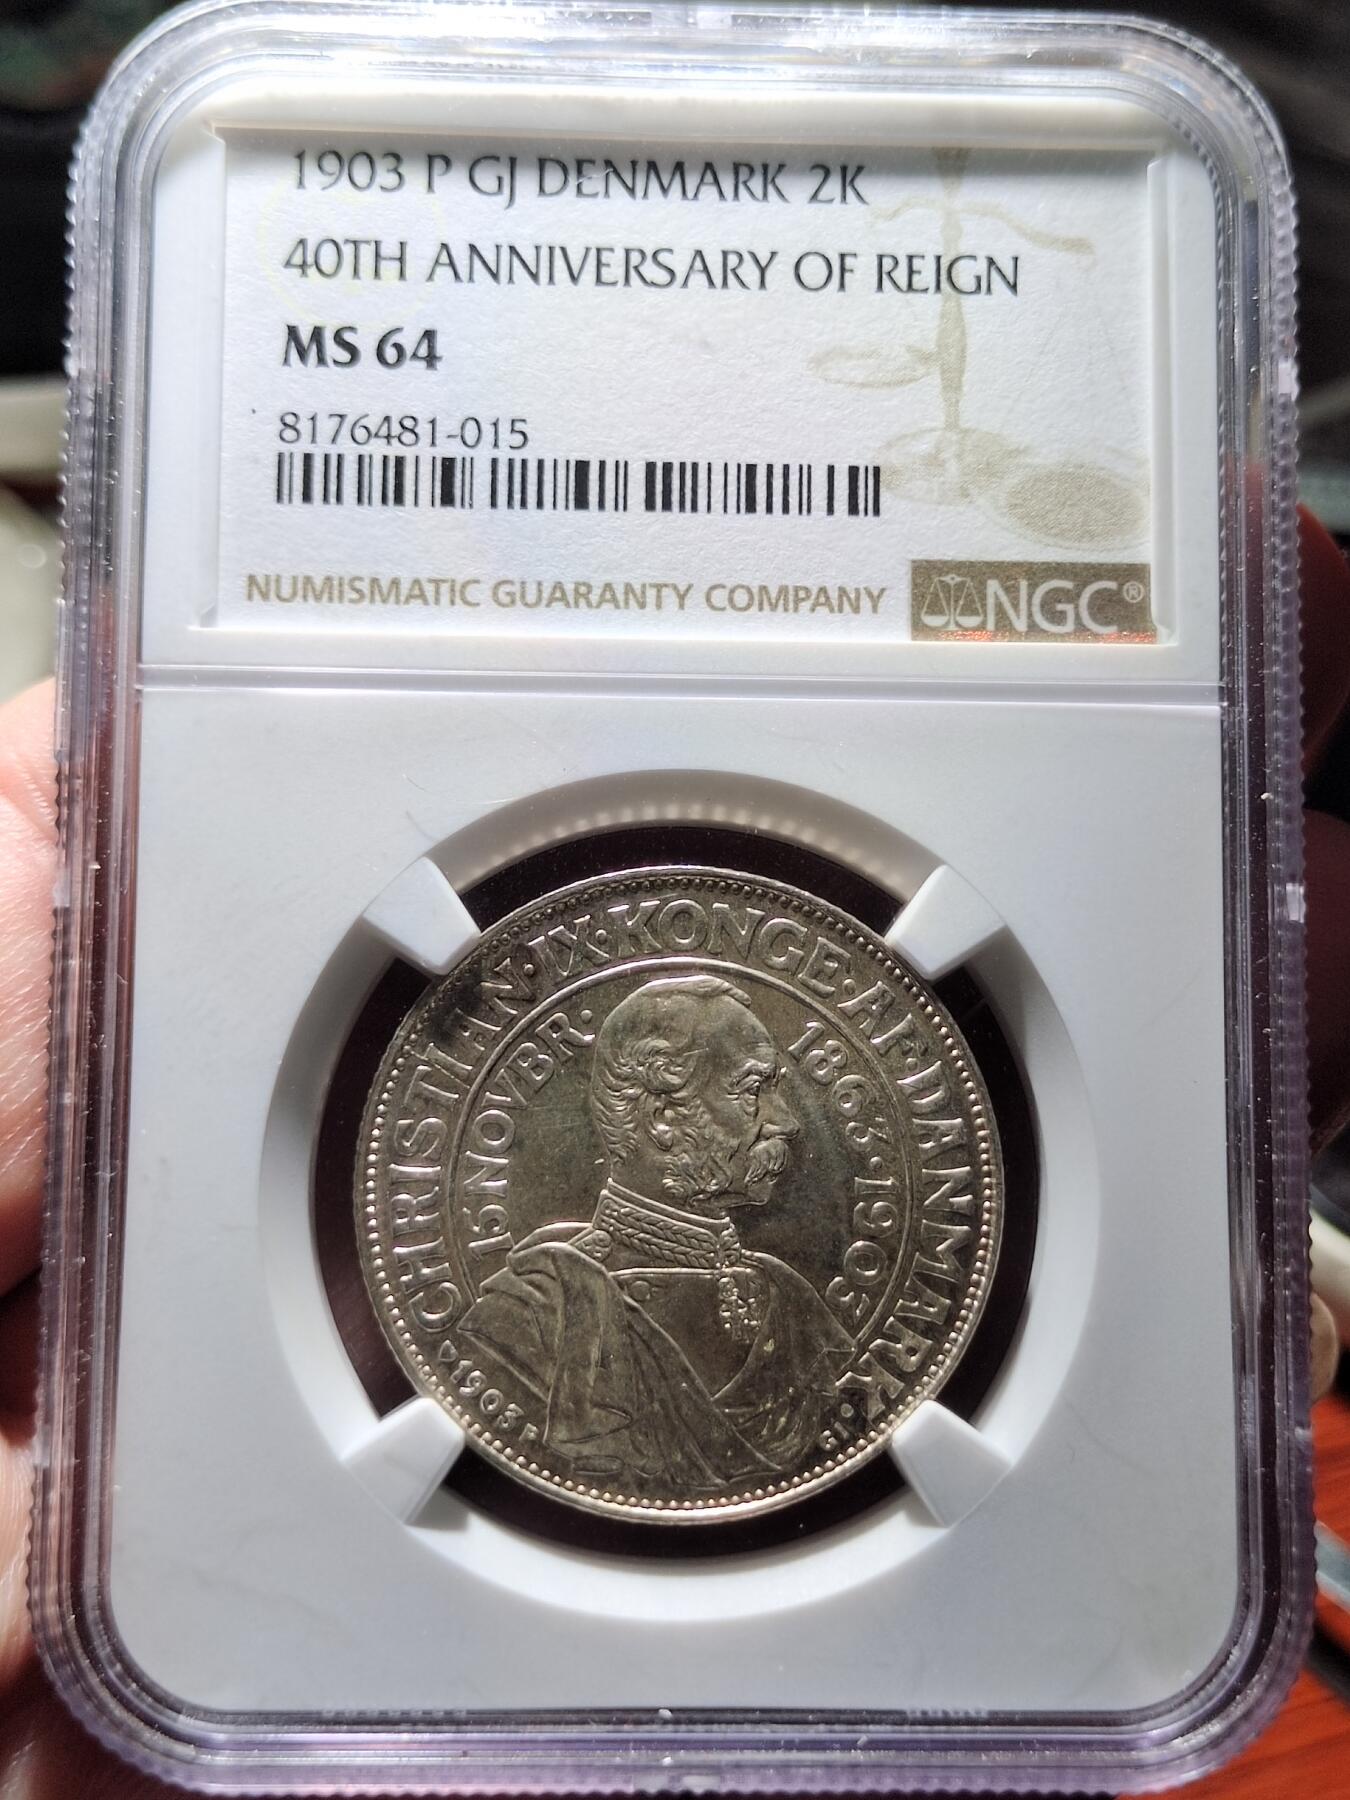 1903 P GJ DENMARK 2K
40TH ANNIVERSARY OF REIGN
MS 64
8176481-015
NUMISMATIC GUARANTY COMPANY
NGC®
CHRISTIAN·IX·KONGE·AF·DANMARK·
15 NOVBR· 1863·1903
♡1903 P
GJ